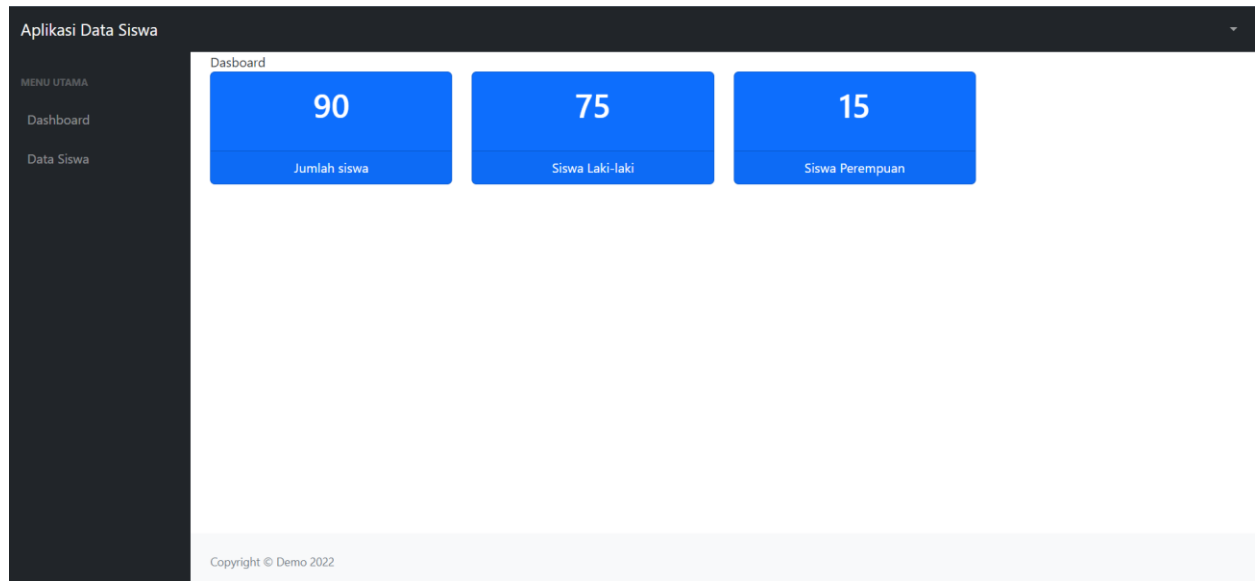 Aplikasi Data Siswa
MENU UTAMA
Dashboard
Data Siswa
Dasboard
90
Jumlah siswa
75
Siswa Laki-laki
15
Siswa Perempuan
Copyright © Demo 2022